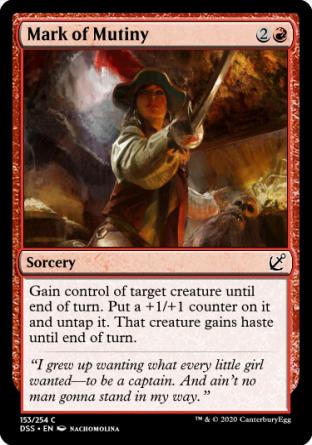 Mark of Mutiny 2
Sorcery
Gain control of target creature until
end of turn. Put a +1/+1 counter on it
and untap it. That creature gains haste
until end of turn.
“I grew up wanting what every little girl
wanted—to be a captain. And ain't no
man gonna stand in my way.”
153/254 C
DSS • EN NACHOMOLINA
™ & © 2020 CanterburyEgg